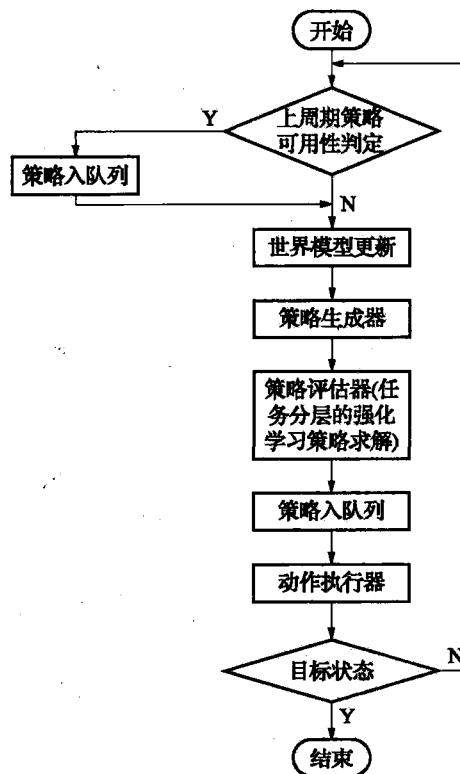 开始
上周期策略
可用性判定
Y
策略入队列
N
世界模型更新
策略生成器
策略评估器(任
务分层的强化
学习策略求解)
策略入队列
动作执行器
目标状态
N
Y
结束